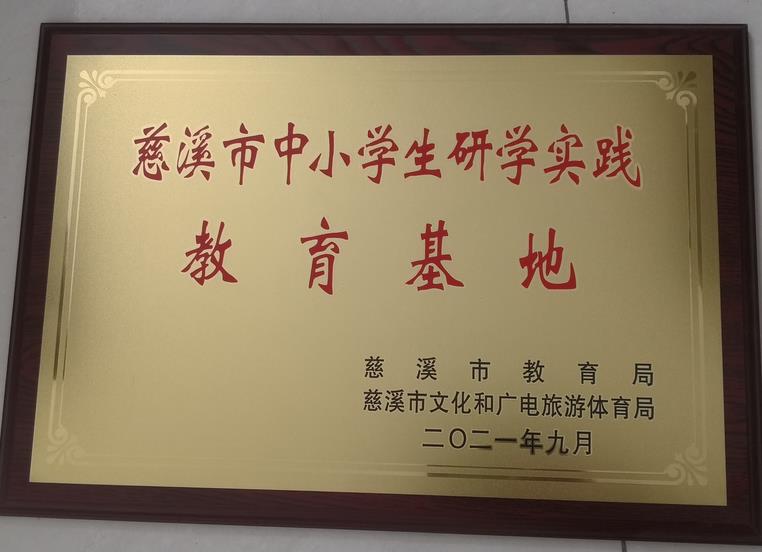 慈溪市中小学生研学实践
教育基地
慈溪市教育局
慈溪市文化和广电旅游体育局
二〇二一年九月